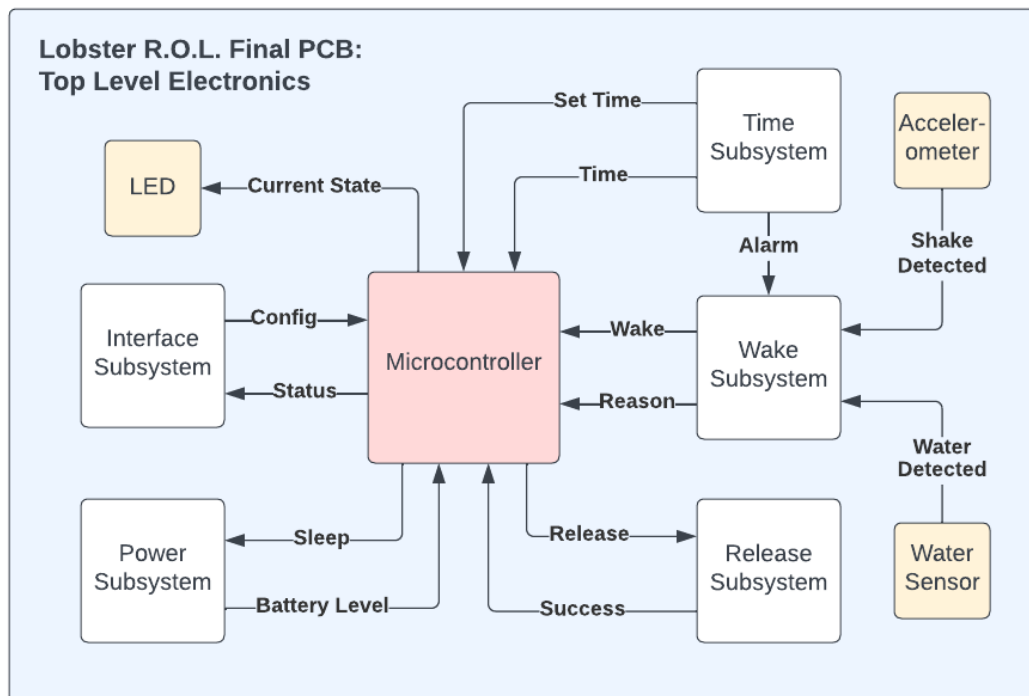 Lobster R.O.L. Final PCB:
Top Level Electronics
Set Time
Time
Subsystem
Acceler-
ometer
LED
Current State
Time
Alarm
Shake
Detected
Interface
Subsystem
Config
Status
Microcontroller
Wake
Reason
Wake
Subsystem
Water
Detected
Power
Subsystem
Sleep
Battery Level
Release
Success
Release
Subsystem
Water
Sensor